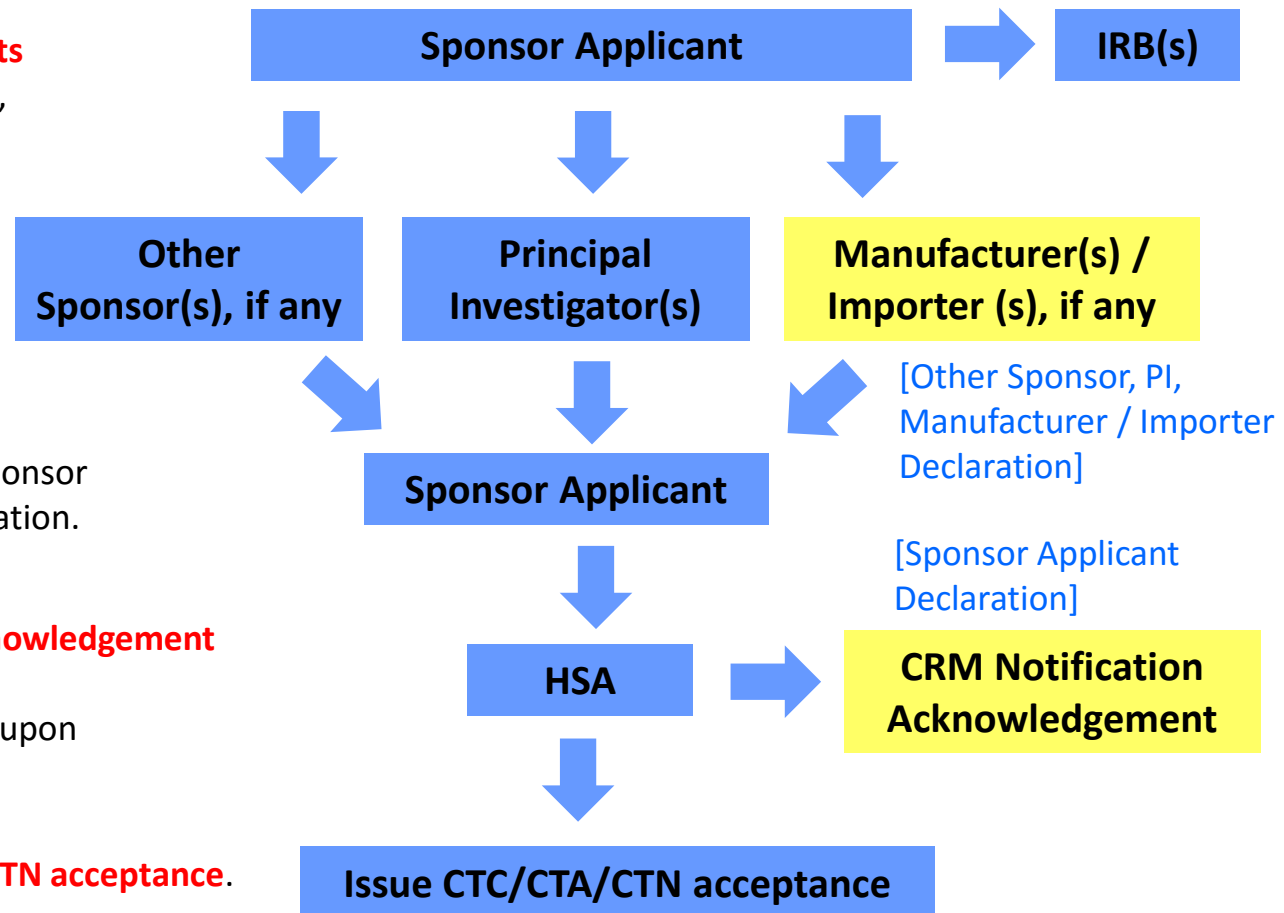 Sponsor Applicant
IRB(s)
ts
,
Other
Sponsor(s), if any
Principal
Investigator(s)
Manufacturer(s) /
Importer (s), if any
[Other Sponsor, PI,
Manufacturer / Importer
Declaration]
onsor
ation.
Sponsor Applicant
[Sponsor Applicant
Declaration]
nowledgement
HSA
CRM Notification
Acknowledgement
upon
TN acceptance.
Issue CTC/CTA/CTN acceptance